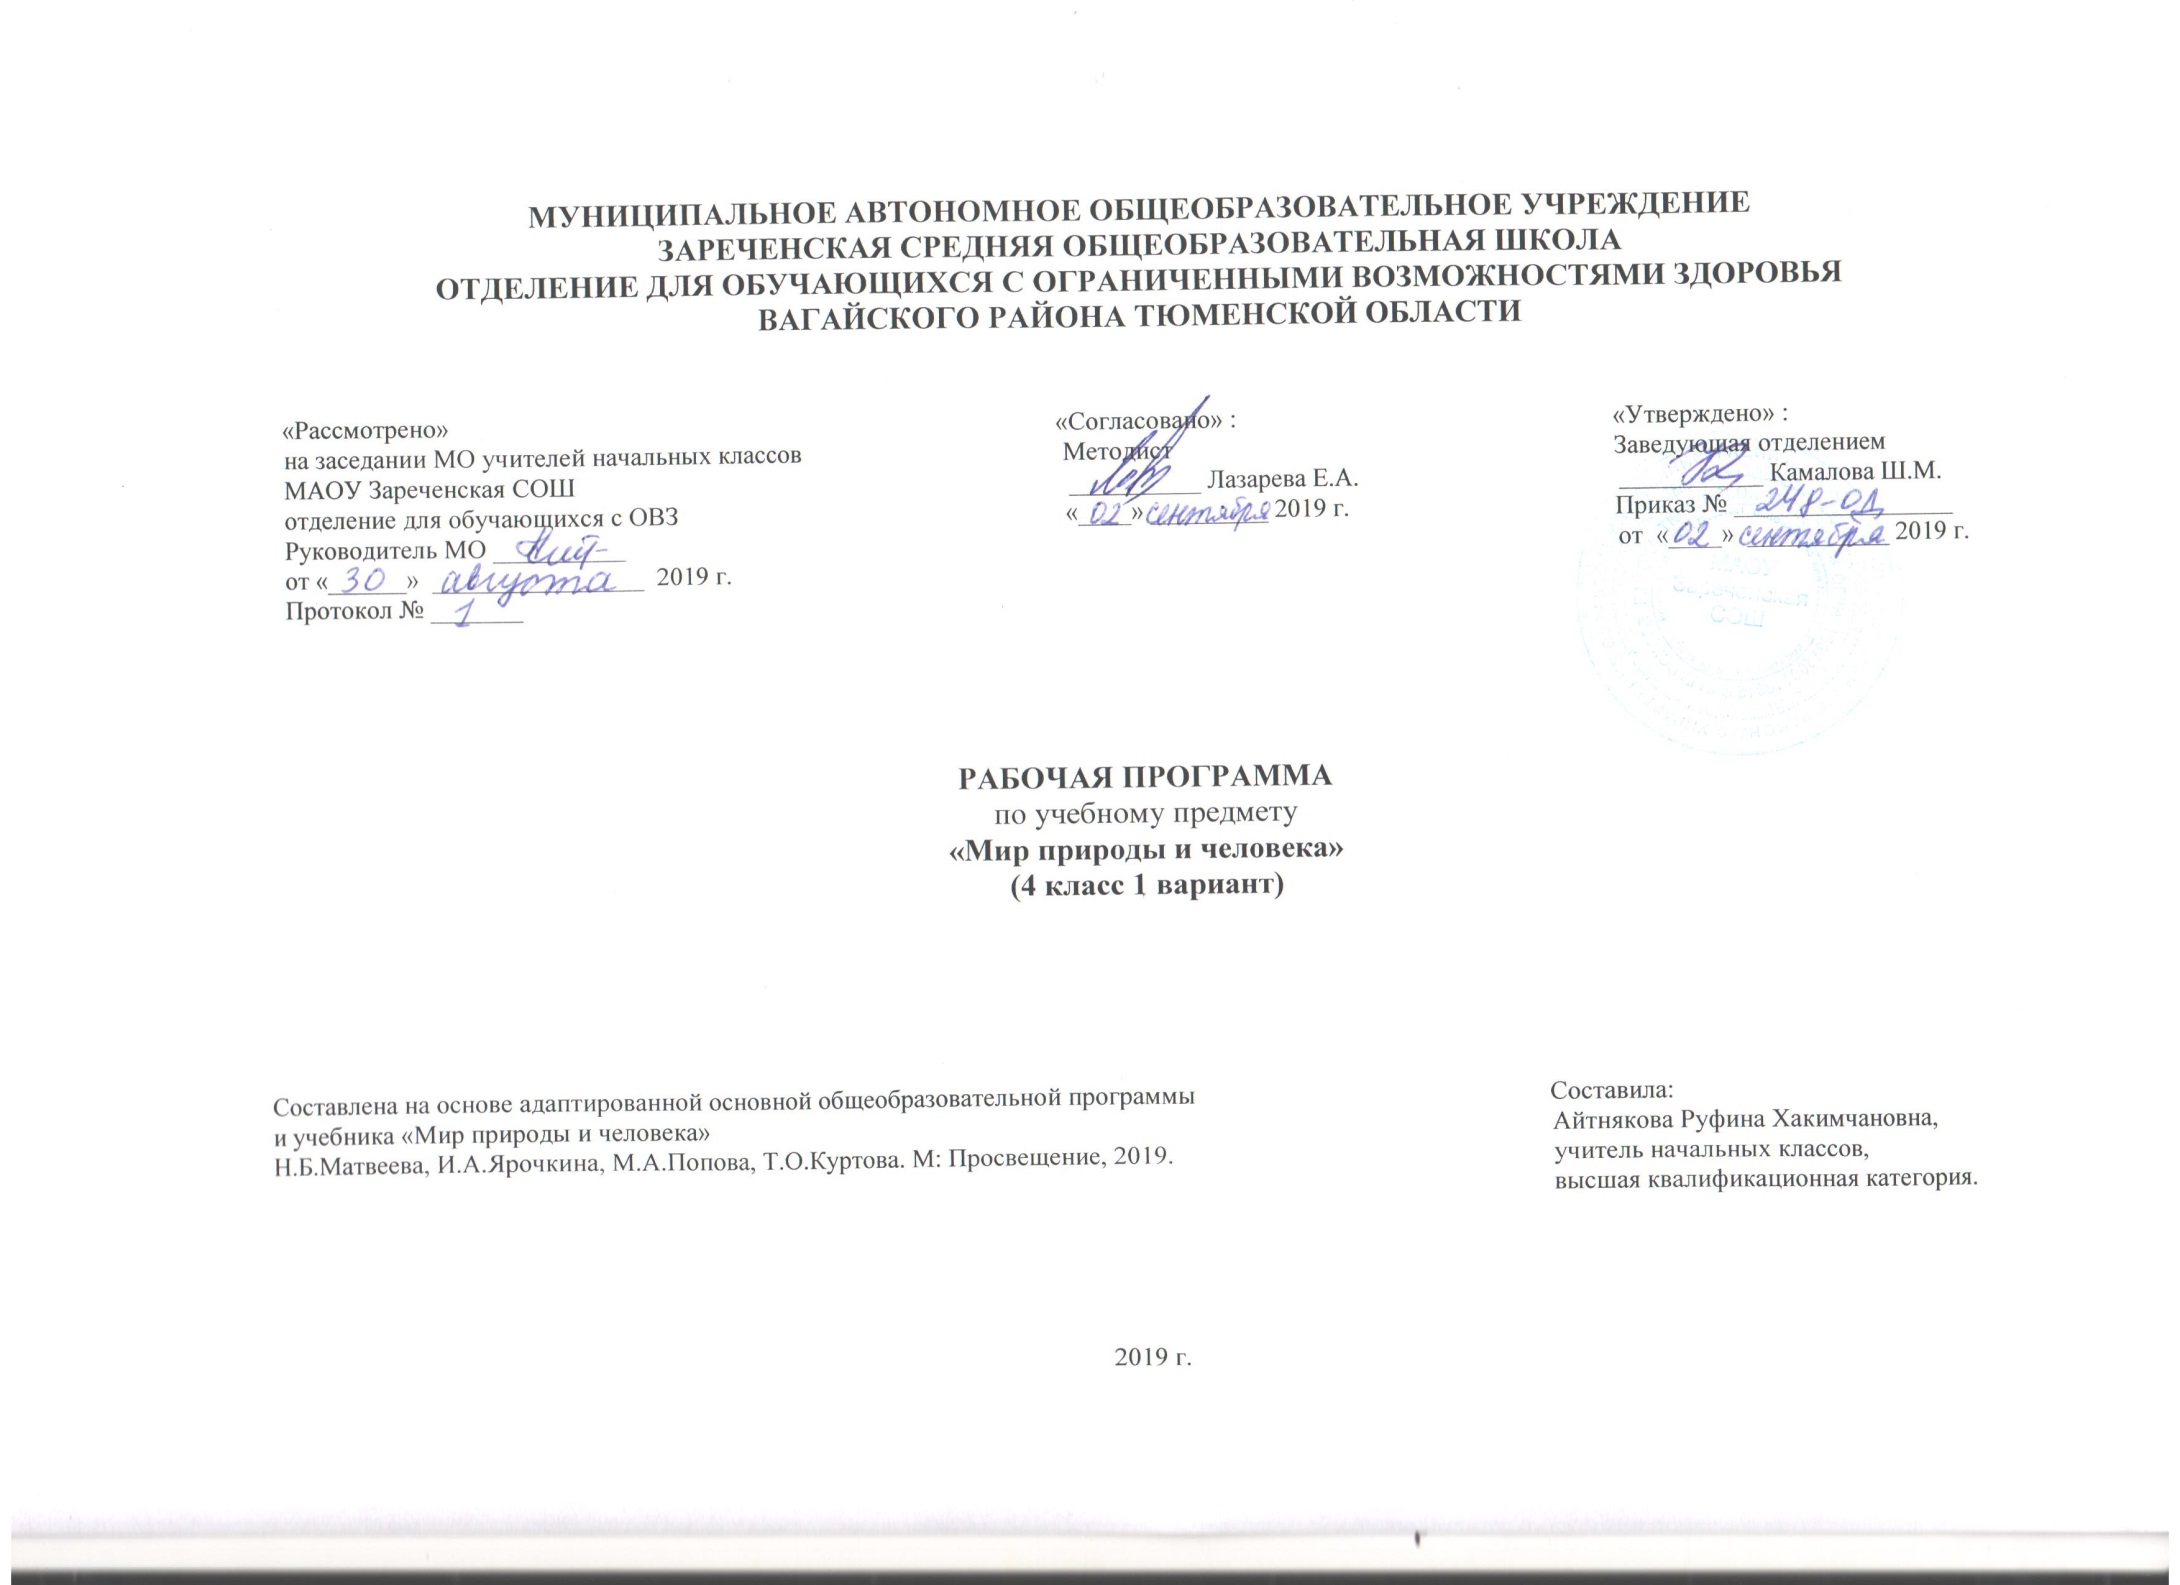 МУНИЦИПАЛЬНОЕ АВТОНОМНОЕ ОБЩЕОБРАЗОВАТЕЛЬНОЕ УЧРЕЖДЕНИЕ
ЗАРЕЧЕНСКАЯ СРЕДНЯЯ ОБЩЕОБРАЗОВАТЕЛЬНАЯ ШКОЛА
ОТДЕЛЕНИЕ ДЛЯ ОБУЧАЮЩИХСЯ С ОГРАНИЧЕННЫМИ ВОЗМОЖНОСТЯМИ ЗДОРОВЬЯ
ВАГАЙСКОГО РАЙОНА ТЮМЕНСКОЙ ОБЛАСТИ
«Рассмотрено»
на заседании МО учителей начальных классов
МАОУ Зареченская СОШ
отделение для обучающихся с ОВЗ
Руководитель МО
от «30» августа 2019 г.
Протокол № 1
«Согласовано» :
Методист
Лазарева Е.А.
«02» сентября 2019 г.
«Утверждено» :
Заведующая отделением
Камалова Ш.М.
Приказ № 248-ОД
от «02» сентября 2019 г.
МАОУ
Зареченская
СОШ
РАБОЧАЯ ПРОГРАММА
по учебному предмету
«Мир природы и человека»
(4 класс 1 вариант)
Составлена на основе адаптированной основной общеобразовательной программы
и учебника «Мир природы и человека»
Н.Б.Матвеева, И.А.Ярочкина, М.А.Попова, Т.О.Куртова. М: Просвещение, 2019.
Составила:
Айтнякова Руфина Хакимчановна,
учитель начальных классов,
высшая квалификационная категория.
2019 г.